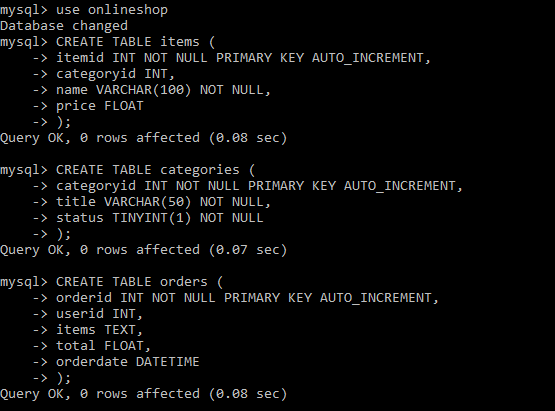 mysql> use onlineshop
Database changed
mysql> CREATE TABLE items (
    -> itemid INT NOT NULL PRIMARY KEY AUTO_INCREMENT,
    -> categoryid INT,
    -> name VARCHAR(100) NOT NULL,
    -> price FLOAT
    -> );
Query OK, 0 rows affected (0.08 sec)
mysql> CREATE TABLE categories (
    -> categoryid INT NOT NULL PRIMARY KEY AUTO_INCREMENT,
    -> title VARCHAR(50) NOT NULL,
    -> status TINYINT(1) NOT NULL
    -> );
Query OK, 0 rows affected (0.07 sec)
mysql> CREATE TABLE orders (
    -> orderid INT NOT NULL PRIMARY KEY AUTO_INCREMENT,
    -> userid INT,
    -> items TEXT,
    -> total FLOAT,
    -> orderdate DATETIME
    -> );
Query OK, 0 rows affected (0.08 sec)